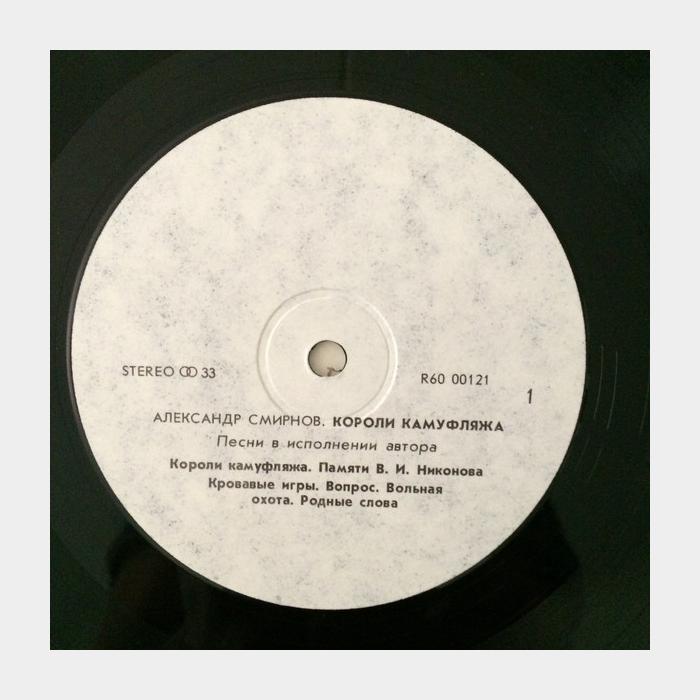 STEREO 33
R60 00121
1
АЛЕКСАНДР СМИРНОВ. КОРОЛИ КАМУФЛЯЖА
Песни в исполнении автора
Короли камуфляжа. Памяти В. И. Никонова
Кровавые игры. Вопрос. Вольная
охота. Родные слова